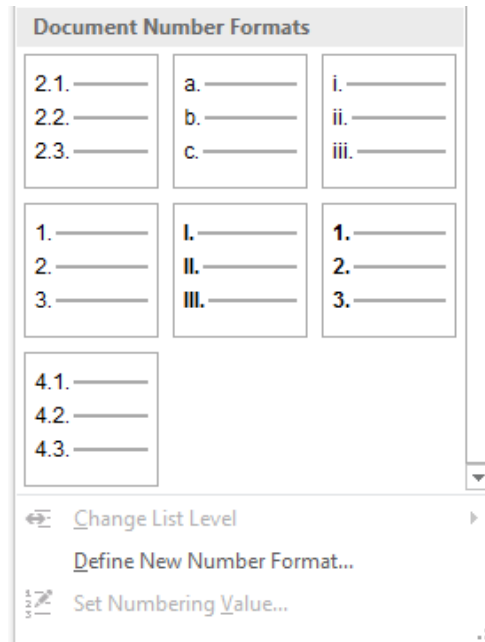 Document Number Formats
2.1.
2.2.
2.3.
a.
b.
c.
i.
ii.
iii.
1.
2.
3.
I.
II.
III.
1.
2.
3.
4.1.
4.2.
4.3.
Change List Level
Define New Number Format...
Set Numbering Value...